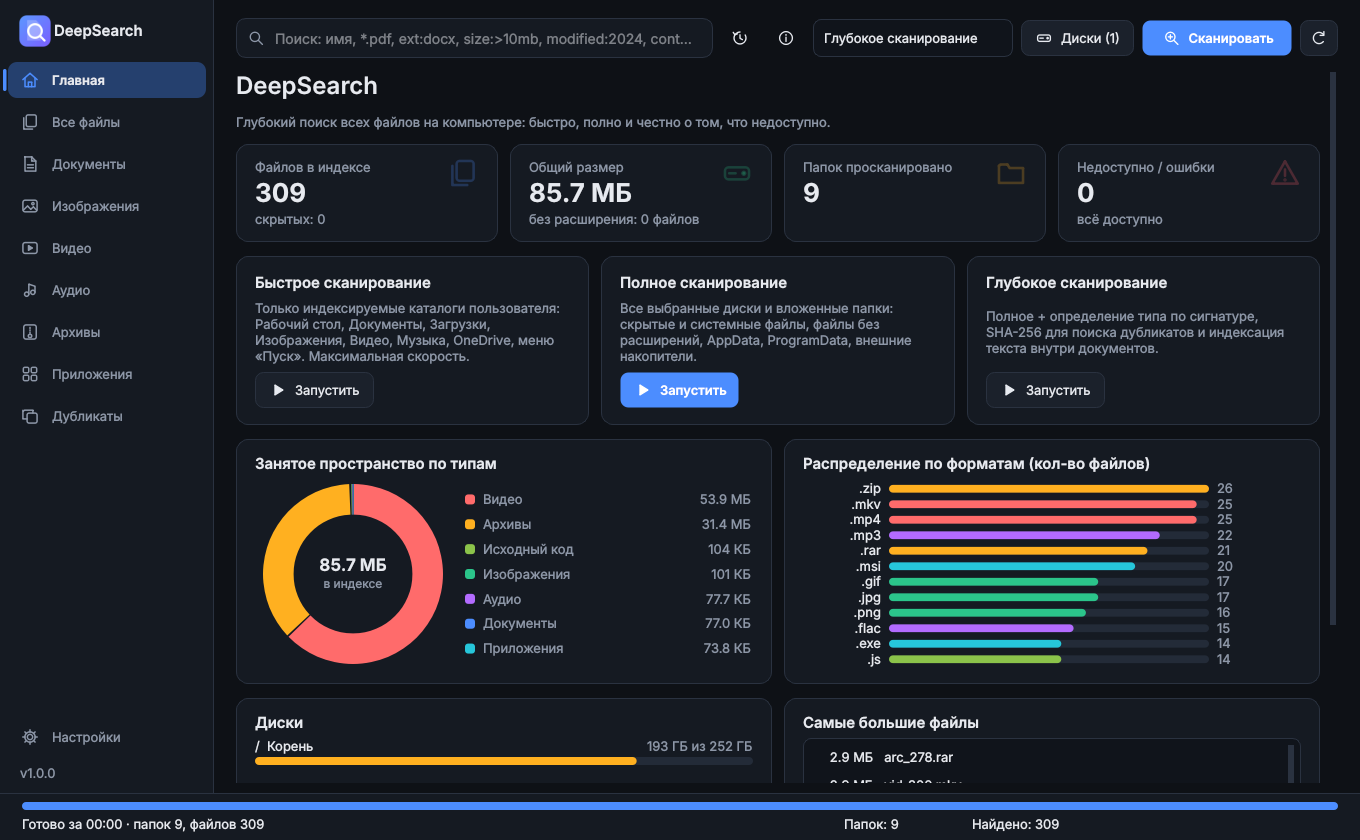 DeepSearch
Главная
Все файлы
Документы
Изображения
Видео
Аудио
Архивы
Приложения
Дубликаты
Настройки
v1.0.0
Поиск: имя, *.pdf, ext:docx, size:>10mb, modified:2024, cont...
Глубокое сканирование
Диски (1)
Сканировать
DeepSearch
Глубокий поиск всех файлов на компьютере: быстро, полно и честно о том, что недоступно.
Файлов в индексе
309
скрытых: 0
Общий размер
85.7 МБ
без расширения: 0 файлов
Папок просканировано
9
Недоступно / ошибки
0
всё доступно
Быстрое сканирование
Только индексируемые каталоги пользователя:
Рабочий стол, Документы, Загрузки,
Изображения, Видео, Музыка, OneDrive, меню
«Пуск». Максимальная скорость.
Запустить
Полное сканирование
Все выбранные диски и вложенные папки:
скрытые и системные файлы, файлы без
расширений, AppData, ProgramData, внешние
накопители.
Запустить
Глубокое сканирование
Полное + определение типа по сигнатуре,
SHA-256 для поиска дубликатов и индексация
текста внутри документов.
Запустить
Занятое пространство по типам
85.7 МБ
в индексе
Видео 53.9 МБ
Архивы 31.4 МБ
Исходный код 104 КБ
Изображения 101 КБ
Аудио 77.7 КБ
Документы 77.0 КБ
Приложения 73.8 КБ
Распределение по форматам (кол-во файлов)
.zip 26
.mkv 25
.mp4 25
.mp3 22
.rar 21
.msi 20
.gif 17
.jpg 17
.png 16
.flac 15
.exe 14
.js 14
Диски
/ Корень 193 ГБ из 252 ГБ
Самые большие файлы
2.9 МБ arc_278.rar
Готово за 00:00 · папок 9, файлов 309
Папок: 9
Найдено: 309